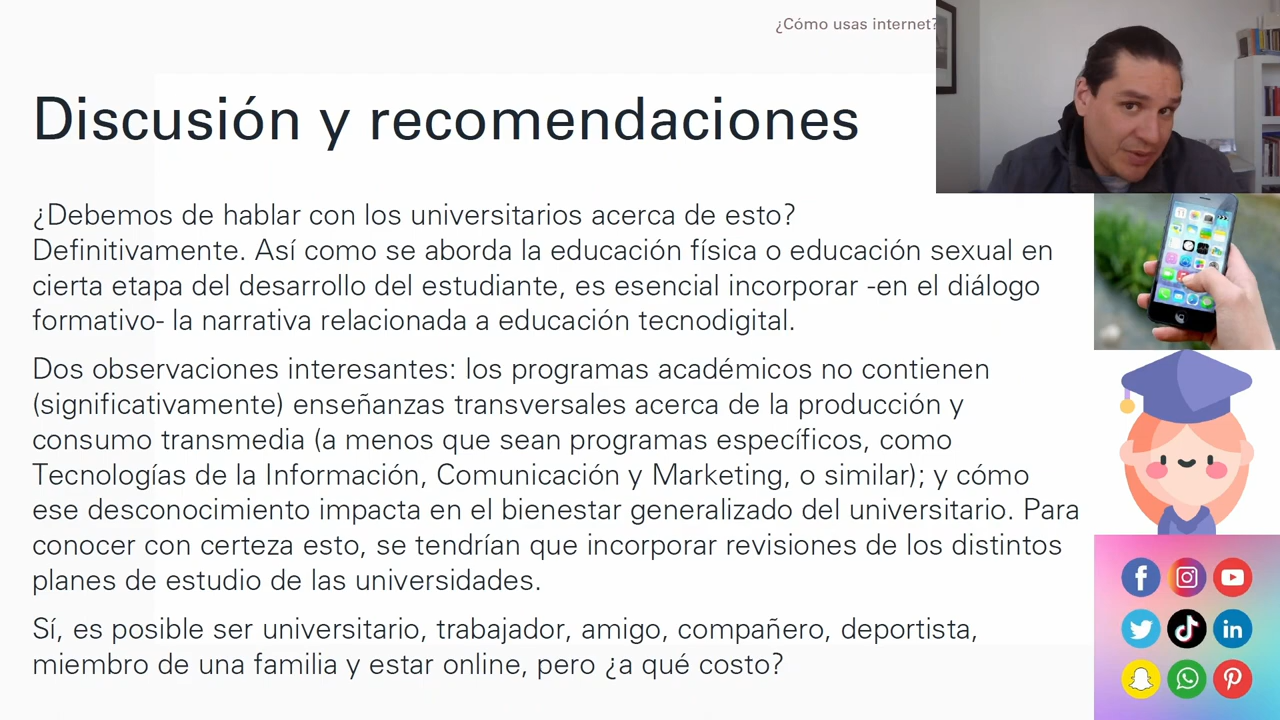 ¿Cómo usas internet?
Discusión y recomendaciones
¿Debemos de hablar con los universitarios acerca de esto?
Definitivamente. Así como se aborda la educación física o educación sexual en
cierta etapa del desarrollo del estudiante, es esencial incorporar -en el diálogo
formativo- la narrativa relacionada a educación tecnodigital.
Dos observaciones interesantes: los programas académicos no contienen
(significativamente) enseñanzas transversales acerca de la producción y
consumo transmedia (a menos que sean programas específicos, como
Tecnologías de la Información, Comunicación y Marketing, o similar); y cómo
ese desconocimiento impacta en el bienestar generalizado del universitario. Para
conocer con certeza esto, se tendrían que incorporar revisiones de los distintos
planes de estudio de las universidades.
Sí, es posible ser universitario, trabajador, amigo, compañero, deportista,
miembro de una familia y estar online, pero ¿a qué costo?